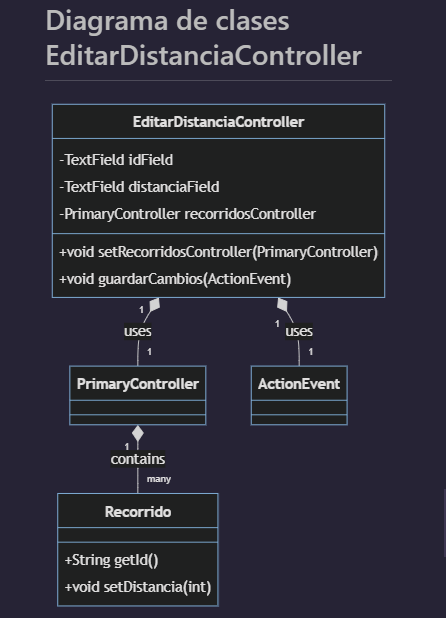 Diagrama de clases
EditarDistanciaController
EditarDistanciaController
-TextField idField
-TextField distanciaField
-PrimaryController recorridosController
+void setRecorridosController(PrimaryController)
+void guardarCambios(ActionEvent)
1
1
uses
uses
1
1
PrimaryController
ActionEvent
1
contains
many
Recorrido
+String getId()
+void setDistancia(int)